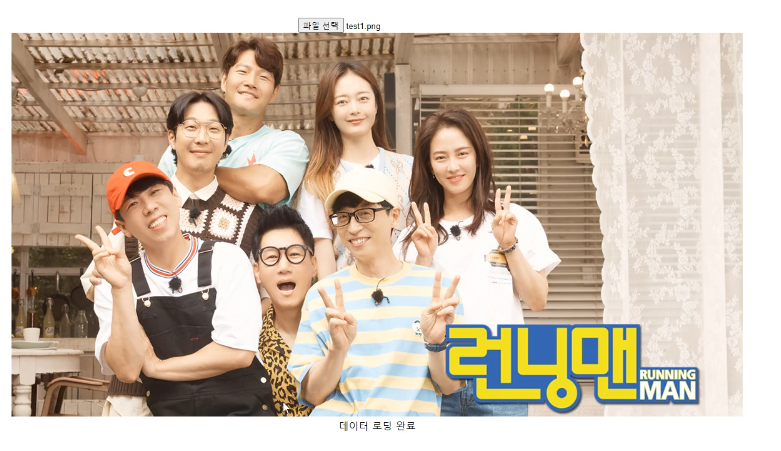 파일 선택 test1.png
런닝맨
RUNNING
MAN
데이터 로딩 완료